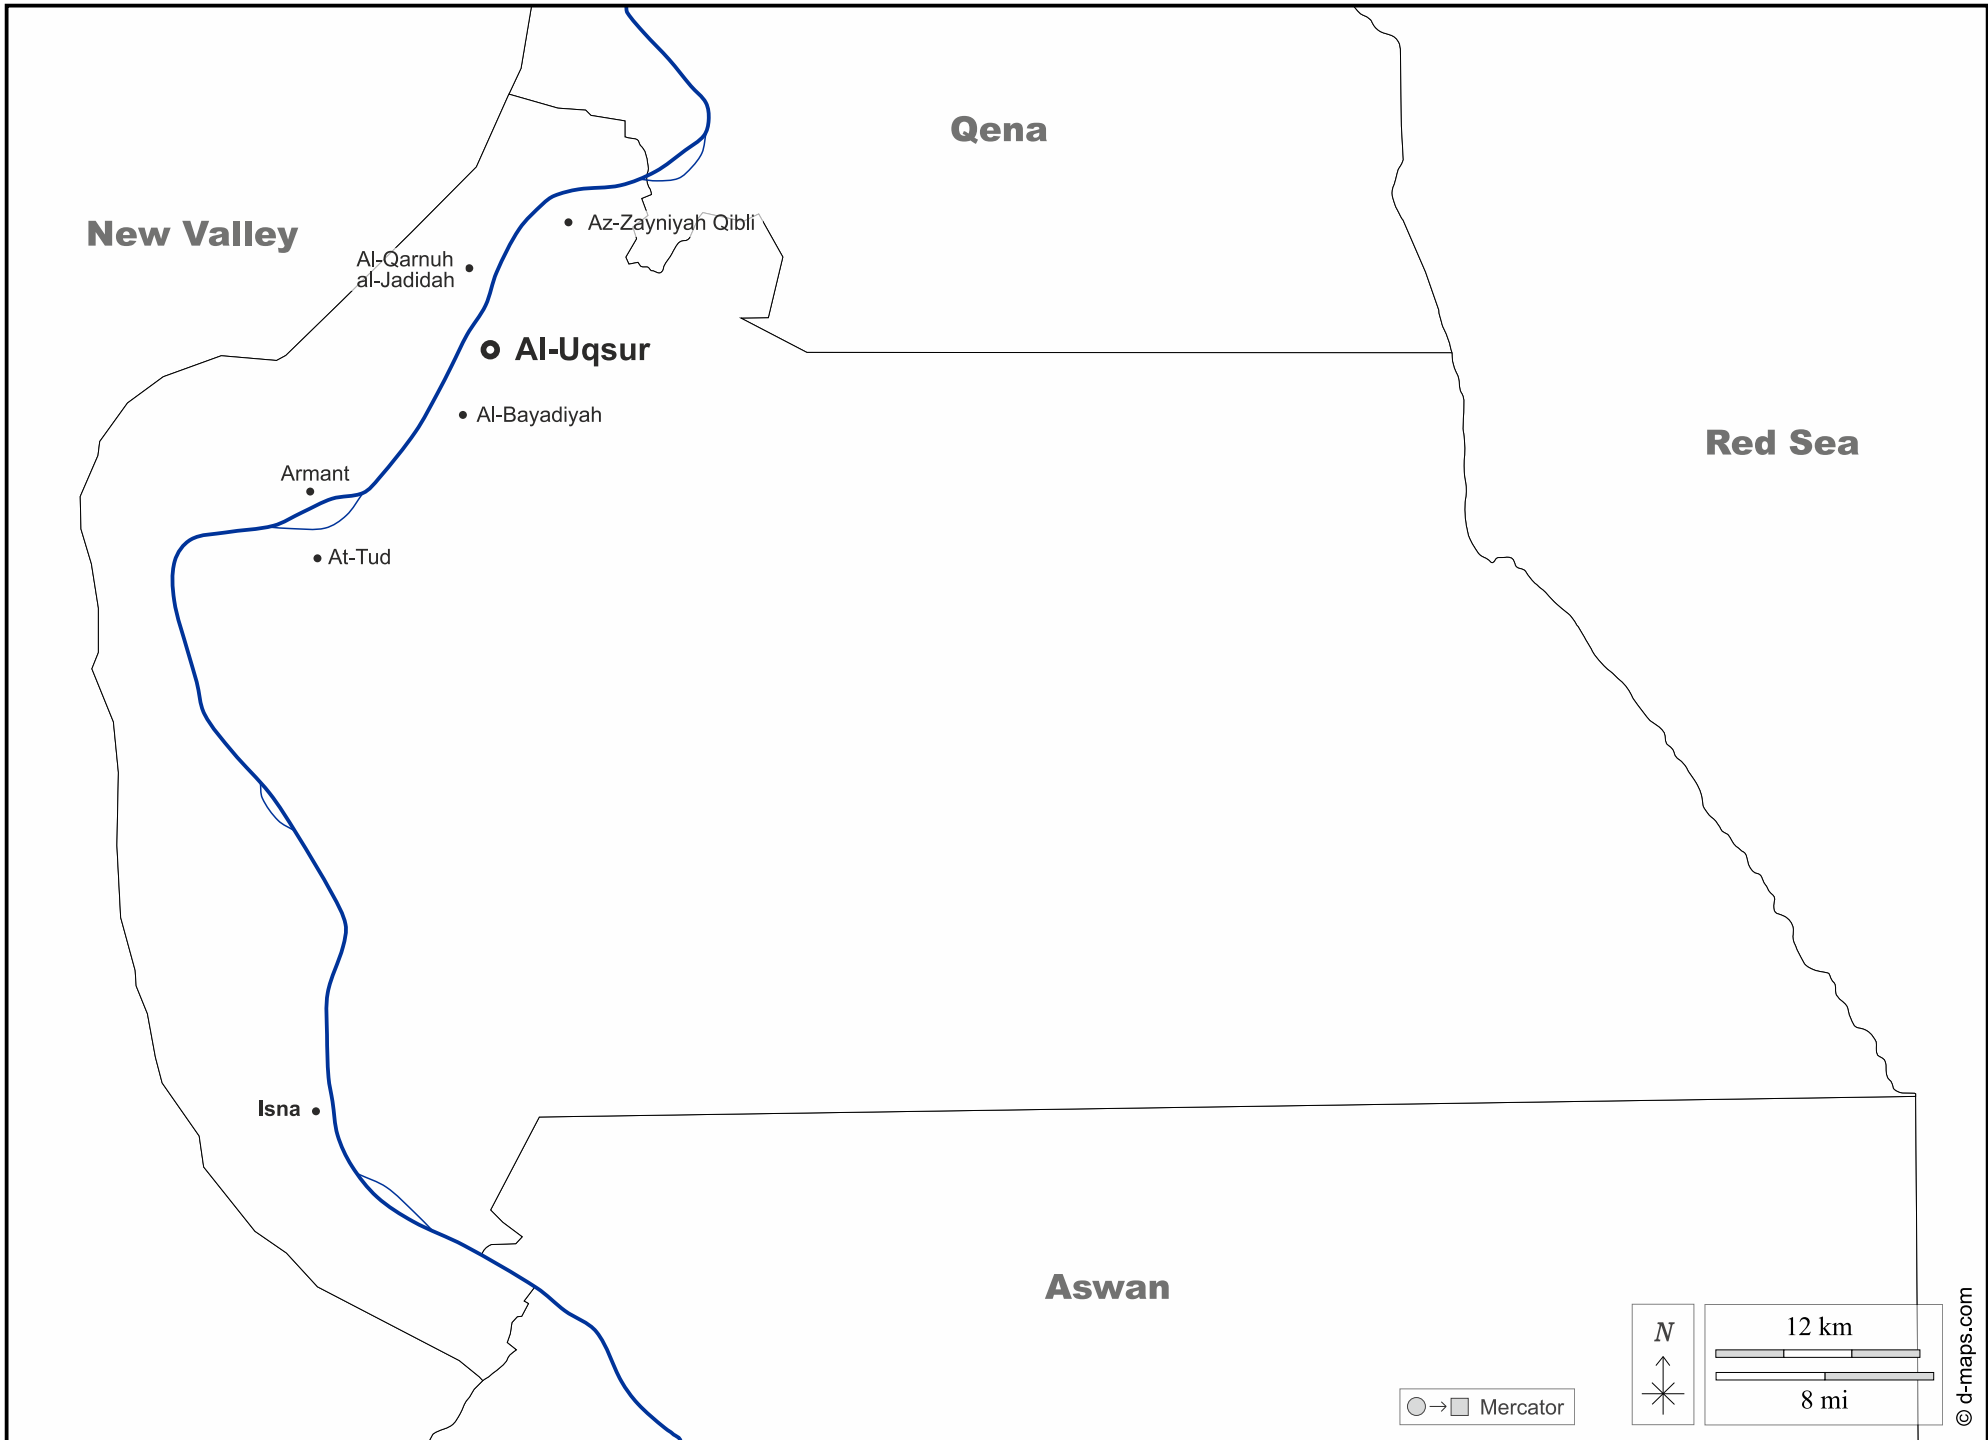 Qena
New Valley
Az-Zayniyah Qibli
Al-Qarnuh
al-Jadidah
Al-Uqsur
Al-Bayadiyah
Red Sea
Armant
At-Tud
Isna
Aswan
N
12 km
8 mi
Mercator
© d-maps.com